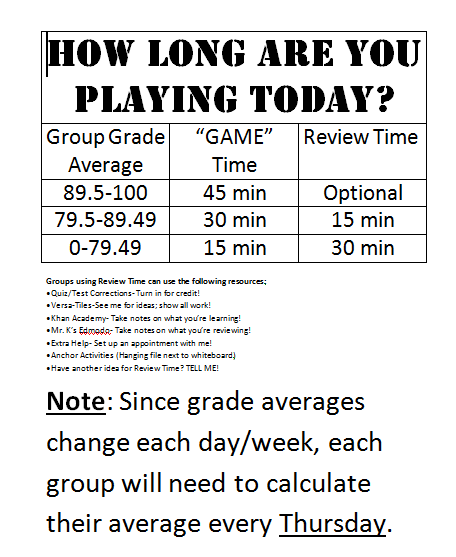 HOW LONG ARE YOU
PLAYING TODAY?
Group Grade Average	“GAME” Time	Review Time
89.5-100	45 min	Optional
79.5-89.49	30 min	15 min
0-79.49	15 min	30 min
Groups using Review Time can use the following resources;
•Quiz/Test Corrections- Turn in for credit!
•Versa-Tiles-See me for ideas; show all work!
•Khan Academy- Take notes on what you’re learning!
•Mr. K’s Edmodo- Take notes on what you’re reviewing!
•Extra Help- Set up an appointment with me!
•Anchor Activities (Hanging file next to whiteboard)
•Have another idea for Review Time? TELL ME!
Note: Since grade averages
change each day/week, each
group will need to calculate
their average every Thursday.